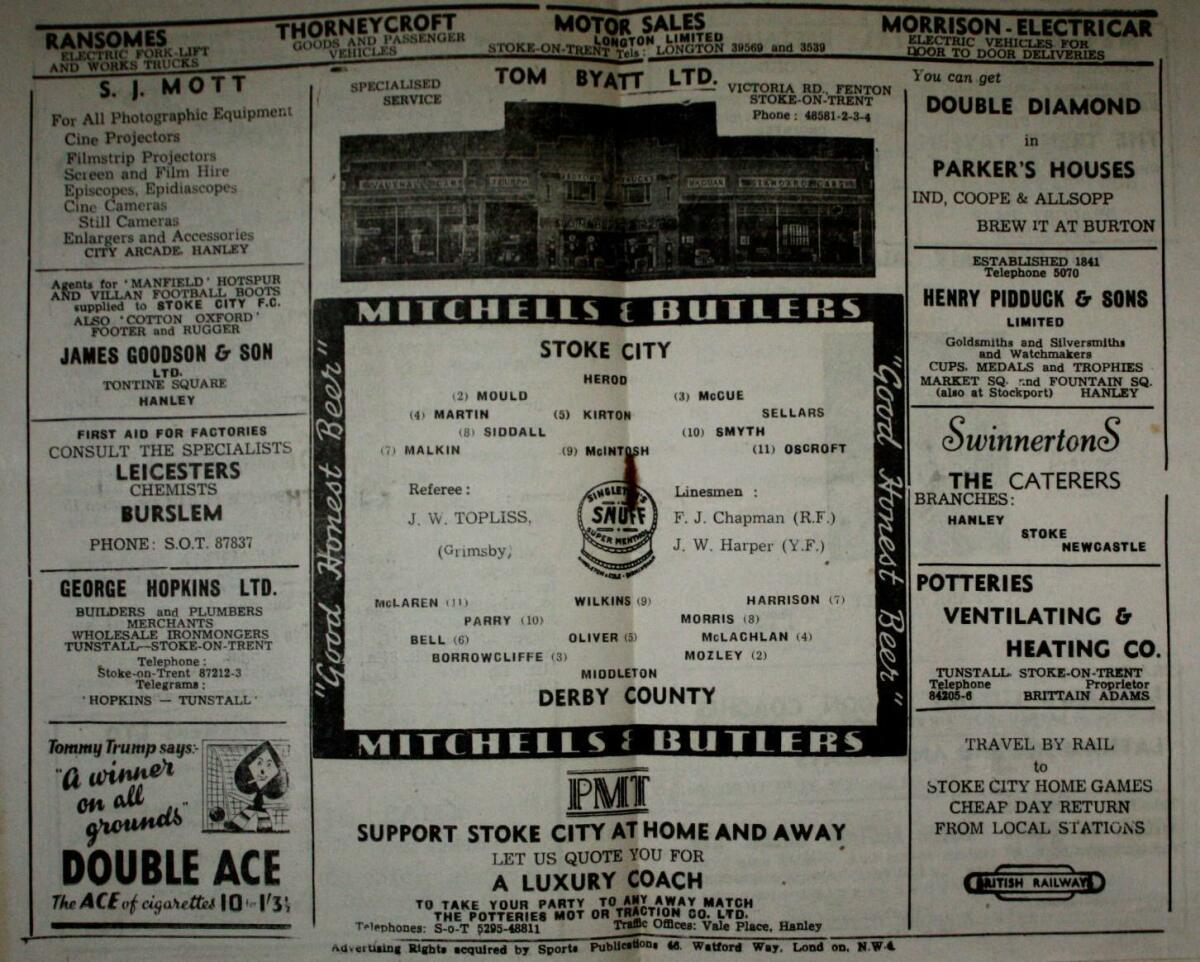 RANSOMES
ELECTRIC FORK-LIFT
AND WORKS TRUCKS
THORNEYCROFT
GOODS AND PASSENGER
VEHICLES
MOTOR SALES
LONGTON LIMITED
STOKE-ON-TRENT Tels: LONGTON 39569 and 3539
MORRISON-ELECTRICAR
ELECTRIC VEHICLES FOR
DOOR TO DOOR DELIVERIES
S. J. MOTT
For All Photographic Equipment
Cine Projectors
Filmstrip Projectors
Screen and Film Hire
Episcopes, Epidiascopes
Cine Cameras
Still Cameras
Enlargers and Accessories
CITY ARCADE, HANLEY
Agents for 'MANFIELD' HOTSPUR
AND VILLAN FOOTBALL BOOTS
supplied to STOKE CITY F.C.
ALSO 'COTTON OXFORD'
FOOTER and RUGGER
JAMES GOODSON & SON
LTD.
TONTINE SQUARE
HANLEY
FIRST AID FOR FACTORIES
CONSULT THE SPECIALISTS
LEICESTERS
CHEMISTS
BURSLEM
PHONE: S.O.T. 87837
GEORGE HOPKINS LTD.
BUILDERS and PLUMBERS
MERCHANTS
WHOLESALE IRONMONGERS
TUNSTALL—STOKE-ON-TRENT
Telephone:
Stoke-on-Trent 87212-3
Telegrams:
'HOPKINS — TUNSTALL'
Tommy Trump says:-
"A winner
on all
grounds"
DOUBLE ACE
The ACE of cigarettes 10 for 1'3½
SPECIALISED
SERVICE
TOM BYATT LTD.
VICTORIA RD., FENTON
STOKE-ON-TRENT
Phone: 48581-2-3-4
VAUXHALL CARS
TRIUMPH
BEDFORD
TRUCKS
STANDARD CARS
MITCHELLS & BUTLERS
"Good Honest Beer"
STOKE CITY
HEROD
(2) MOULD (3) McCUE
(4) MARTIN (5) KIRTON SELLARS
(8) SIDDALL (10) SMYTH
(7) MALKIN (9) McINTOSH (11) OSCROFT
Referee:
J. W. TOPLISS,
(Grimsby)
SINGLETON'S
SNUFF
SUPER MENTHOL
Linesmen:
F. J. Chapman (R.F.)
J. W. Harper (Y.F.)
McLAREN (11) WILKINS (9) HARRISON (7)
PARRY (10) MORRIS (8)
BELL (6) OLIVER (5) McLACHLAN (4)
BORROWCLIFFE (3) MOZLEY (2)
MIDDLETON
DERBY COUNTY
"Good Honest Beer"
MITCHELLS & BUTLERS
PMT
SUPPORT STOKE CITY AT HOME AND AWAY
LET US QUOTE YOU FOR
A LUXURY COACH
TO TAKE YOUR PARTY TO ANY AWAY MATCH
THE POTTERIES MOT OR TRACTION CO. LTD.
Telephones: S-o-T 5295-48811 Traffic Offices: Vale Place, Hanley
You can get
DOUBLE DIAMOND
in
PARKER'S HOUSES
IND, COOPE & ALLSOPP
BREW IT AT BURTON
ESTABLISHED 1841
Telephone 5070
HENRY PIDDUCK & SONS
LIMITED
Goldsmiths and Silversmiths
and Watchmakers
CUPS, MEDALS and TROPHIES
MARKET SQ. and FOUNTAIN SQ.
(also at Stockport) HANLEY
SwinnertonS
THE CATERERS
BRANCHES:
HANLEY
STOKE
NEWCASTLE
POTTERIES
VENTILATING &
HEATING CO.
TUNSTALL STOKE-ON-TRENT
Telephone Proprietor
84205-6 BRITTAIN ADAMS
TRAVEL BY RAIL
to
STOKE CITY HOME GAMES
CHEAP DAY RETURN
FROM LOCAL STATIONS
BRITISH RAILWAYS
Advertising Rights acquired by Sports Publications 46, Watford Way, Lond on, N.W.4.